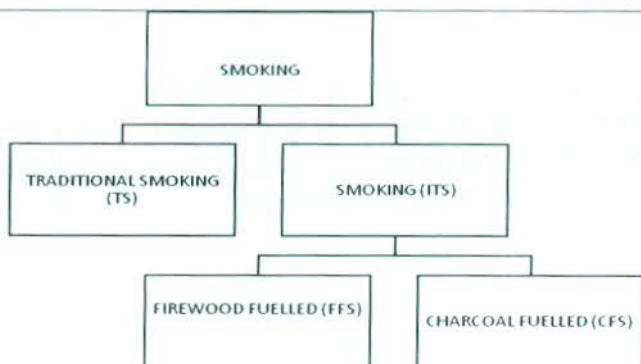 SMOKING
TRADITIONAL SMOKING
(TS)
SMOKING (ITS)
FIREWOOD FUELLED (FFS)
CHARCOAL FUELLED (CFS)